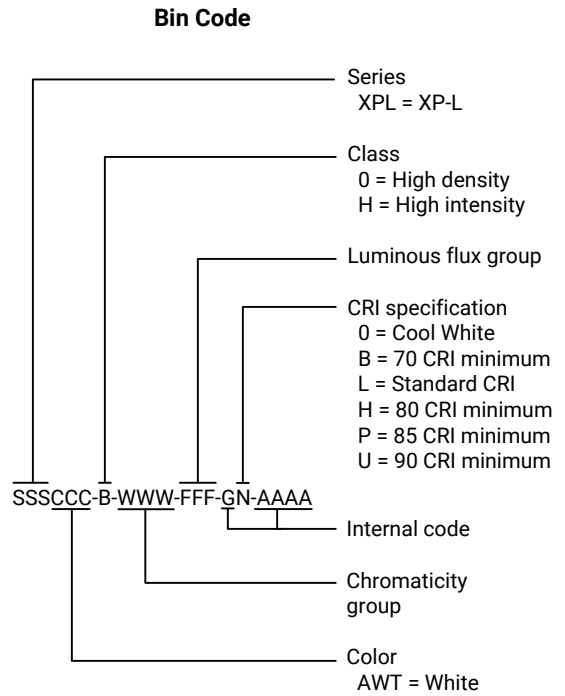 Bin Code
Series
XPL = XP-L
Class
0 = High density
H = High intensity
Luminous flux group
CRI specification
0 = Cool White
B = 70 CRI minimum
L = Standard CRI
H = 80 CRI minimum
P = 85 CRI minimum
U = 90 CRI minimum
SSSCCC-B-WWW-FFF-GN-AAAA
Internal code
Chromaticity
group
Color
AWT = White